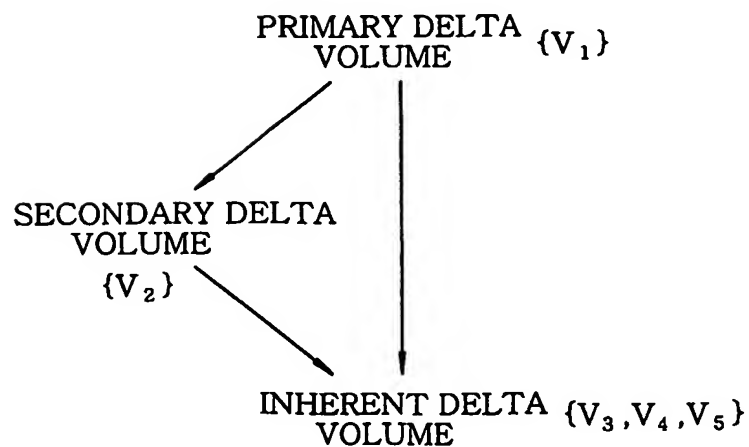 PRIMARY DELTA
VOLUME {V₁}
SECONDARY DELTA
VOLUME
{V₂}
INHERENT DELTA
VOLUME {V₃,V₄,V₅}